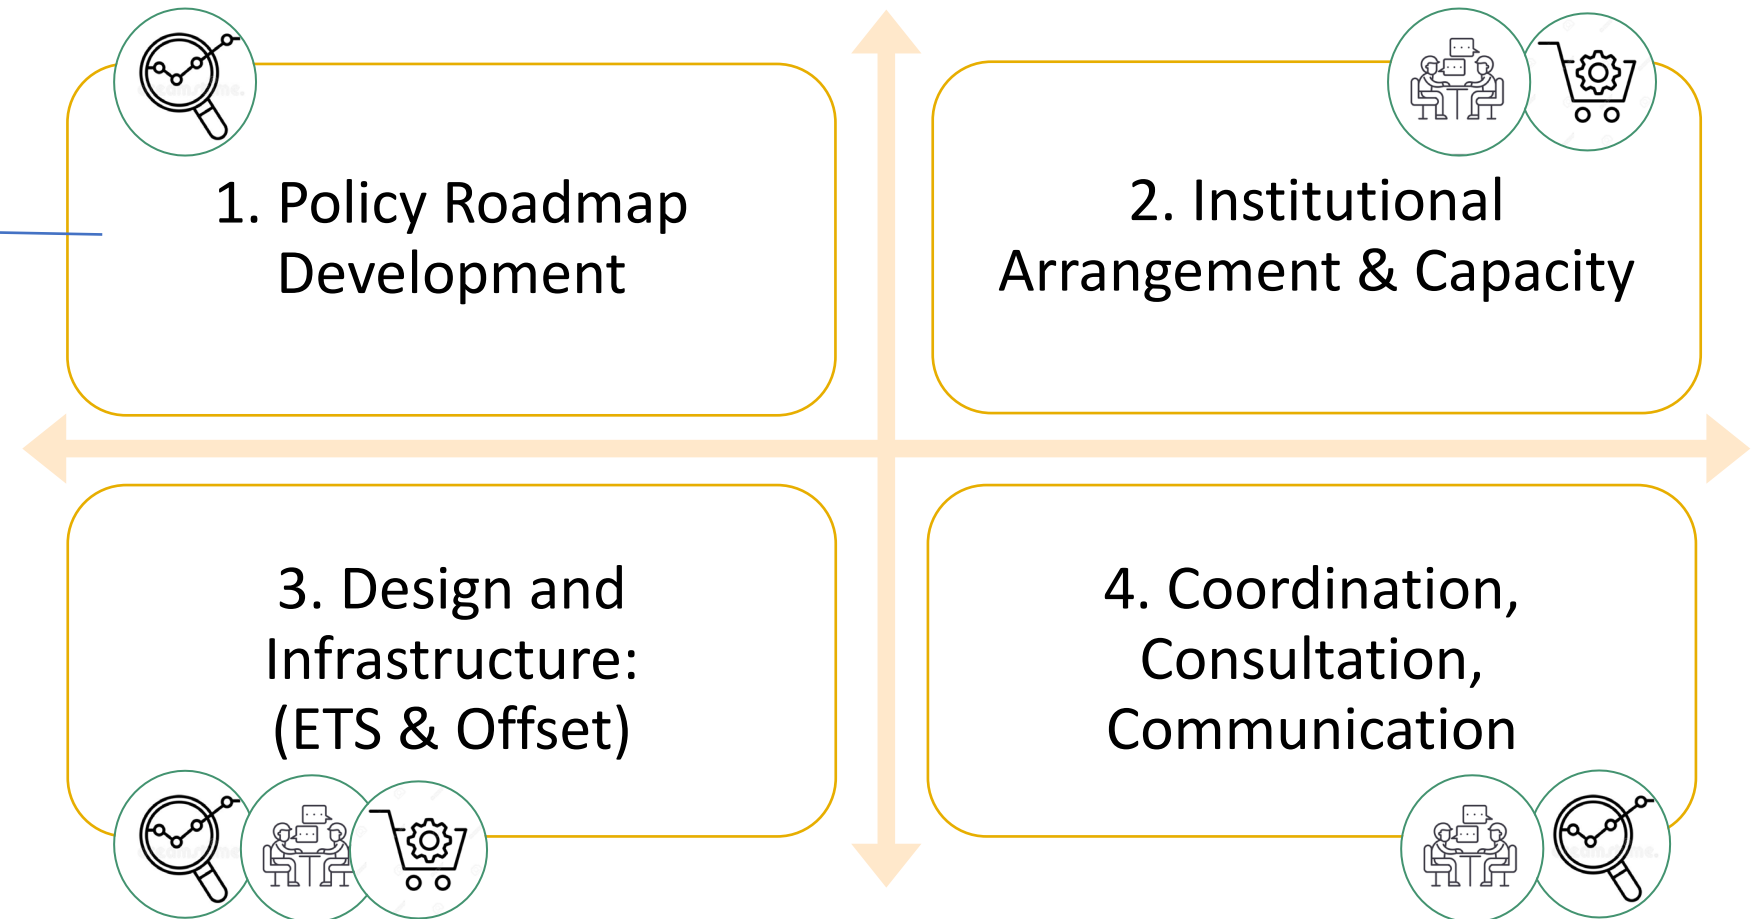 1. Policy Roadmap
Development
2. Institutional
Arrangement & Capacity
3. Design and
Infrastructure:
(ETS & Offset)
4. Coordination,
Consultation,
Communication